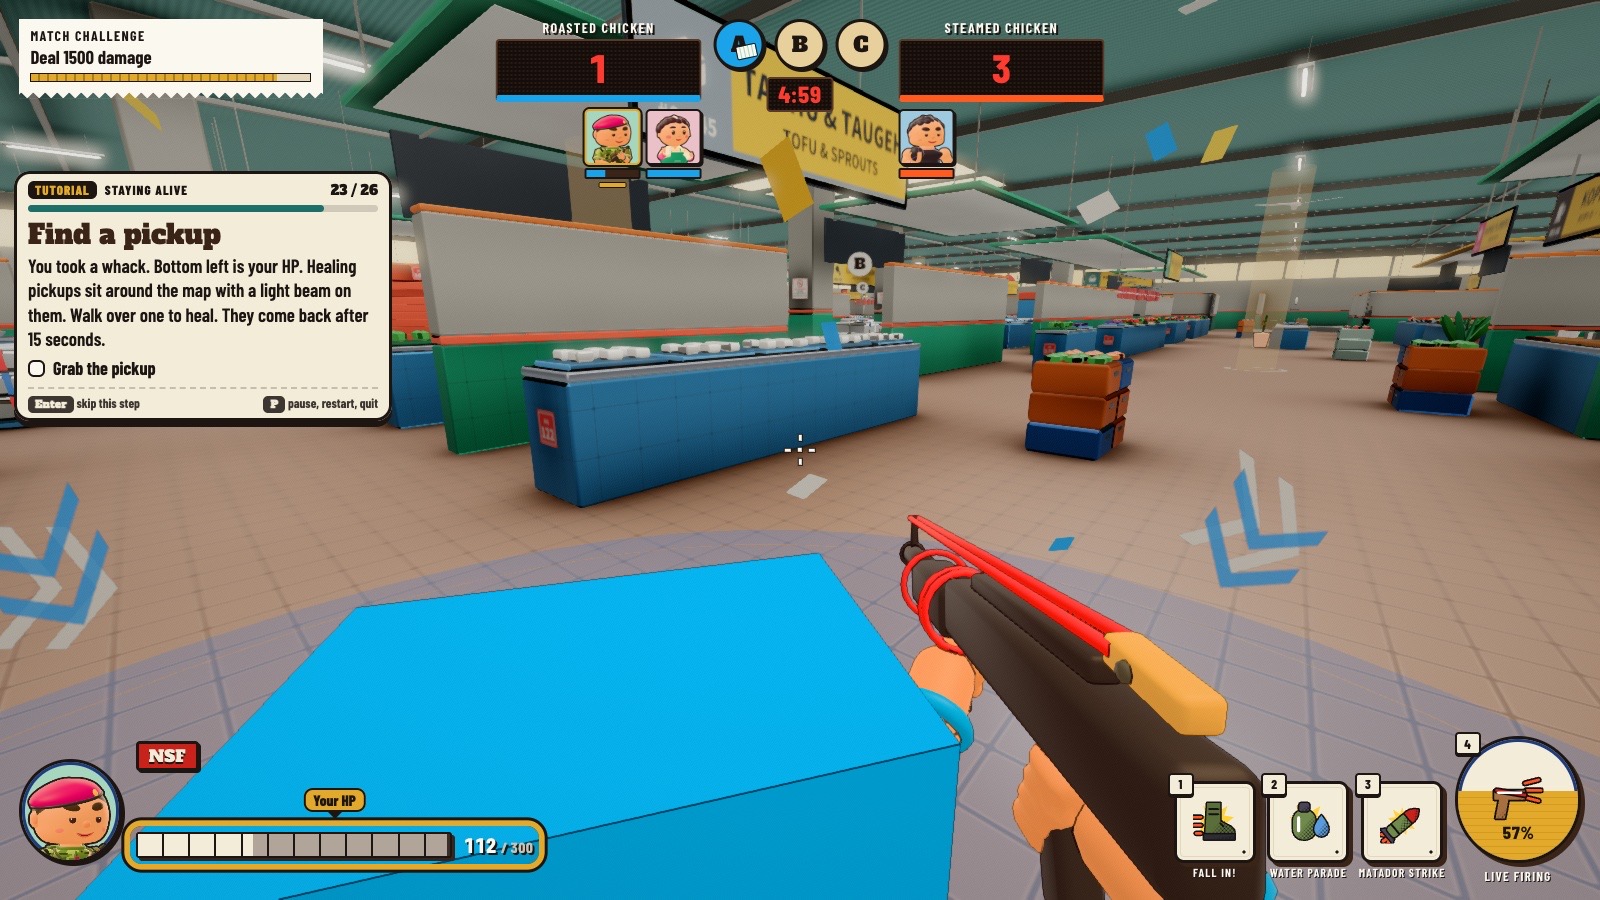 MATCH CHALLENGE
Deal 1500 damage
ROASTED CHICKEN
1
A
B
C
4:59
STEAMED CHICKEN
3
& TAUGEH
TOFU & SPROUTS
TUTORIAL
STAYING ALIVE
23 / 26
Find a pickup
You took a whack. Bottom left is your HP. Healing
pickups sit around the map with a light beam on
them. Walk over one to heal. They come back after
15 seconds.
Grab the pickup
Enter skip this step
P pause, restart, quit
B
C
122
NSF
Your HP
112 / 300
1
FALL IN!
2
WATER PARADE
3
MATADOR STRIKE
4
57%
LIVE FIRING